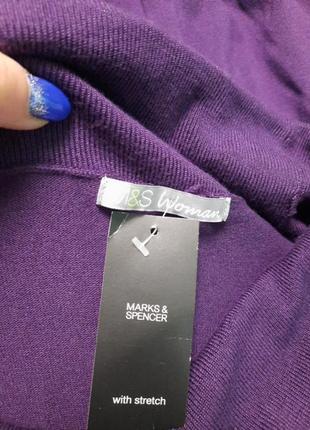 M&S Woman
MARKS &
SPENCER
with stretch